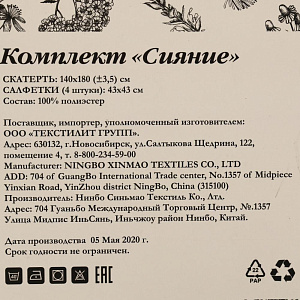 Комплект «Сияние»
СКАТЕРТЬ: 140х180 (±3,5) см
САЛФЕТКИ (4 штуки): 43х43 см
Состав: 100% полиэстер
Поставщик, импортер, уполномоченный изготовителем:
ООО «ТЕКСТИЛИТ ГРУПП».
Адрес: 630132, г.Новосибирск, ул.Салтыкова Щедрина, 122,
помещение 4, т. 8-800-234-59-00
Manufacturer: NINGBO XINMAO TEXTILES CO., LTD
ADD: 704 of GuangBo International Trade center, No.1357 of Midpiece
Yinxian Road, YinZhou district NingBo, China (315100)
Производитель: Нинбо Синьмао Текстиль Ко., Лтд.
Адрес: 704 Гуаньбо Международный Торговый Центр, №1357
Улица Мидпис ИньСянь, Иньчжоу район Нинбо, Китай.
Дата производства 05 Мая 2020 г.
Срок годности не ограничен.
EAC
22
PAP